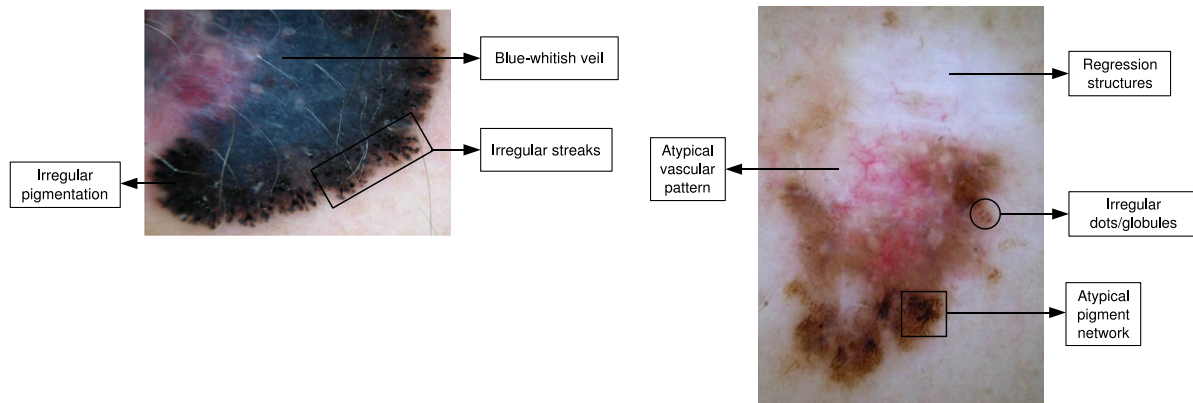 Blue-whitish veil
Irregular streaks
Irregular
pigmentation
Regression
structures
Atypical
vascular
pattern
Irregular
dots/globules
Atypical
pigment
network